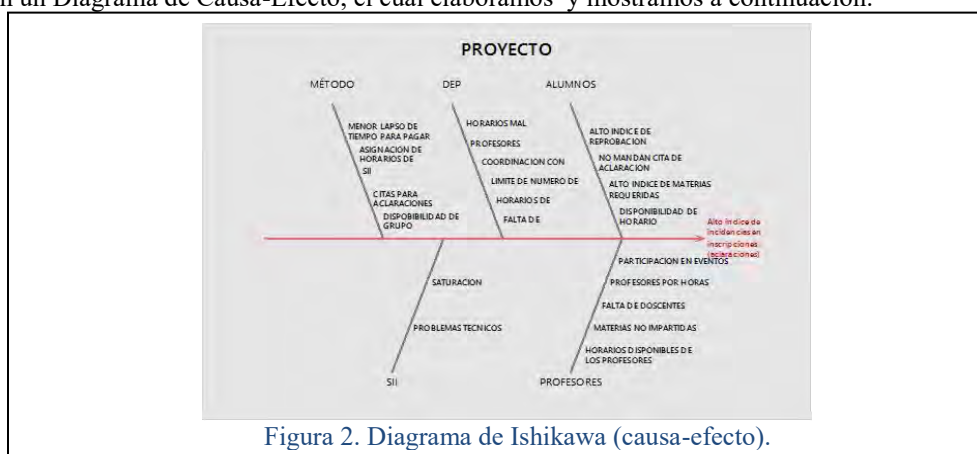 n un Diagrama de Causa-Efecto, el cual elaboramos y mostramos a continuación.
PROYECTO
MÉTODO
DEP
ALUMNOS
MENOR LAPSO DE
TIEMPO PARA PAGAR
ASIGNACION DE
HORARIOS DE
SII
CITAS PARA
ACLARACIONES
DISPOBIBILIDAD DE
GRUPO
HORARIOS MAL
PROFESORES
COORDINACION CON
LIMITE DE NUMERO DE
HORARIOS DE
FALTA DE
ALTO INDICE DE
REPROBACION
NO MANDAN CITA DE
ACLARACION
ALTO INDICE DE MATERIAS
REQUERIDAS
DISPONIBILIDAD DE
HORARIO
Alto indice de
incidencias en
inscripciones
(aclaraciones)
SATURACION
PROBLEMAS TECNICOS
SII
PARTICIPACION EN EVENTOS
PROFESORES POR HORAS
FALTA DE DOSCENTES
MATERIAS NO IMPARTIDAS
HORARIOS DISPONIBLES DE
LOS PROFESORES
PROFESORES
Figura 2. Diagrama de Ishikawa (causa-efecto).